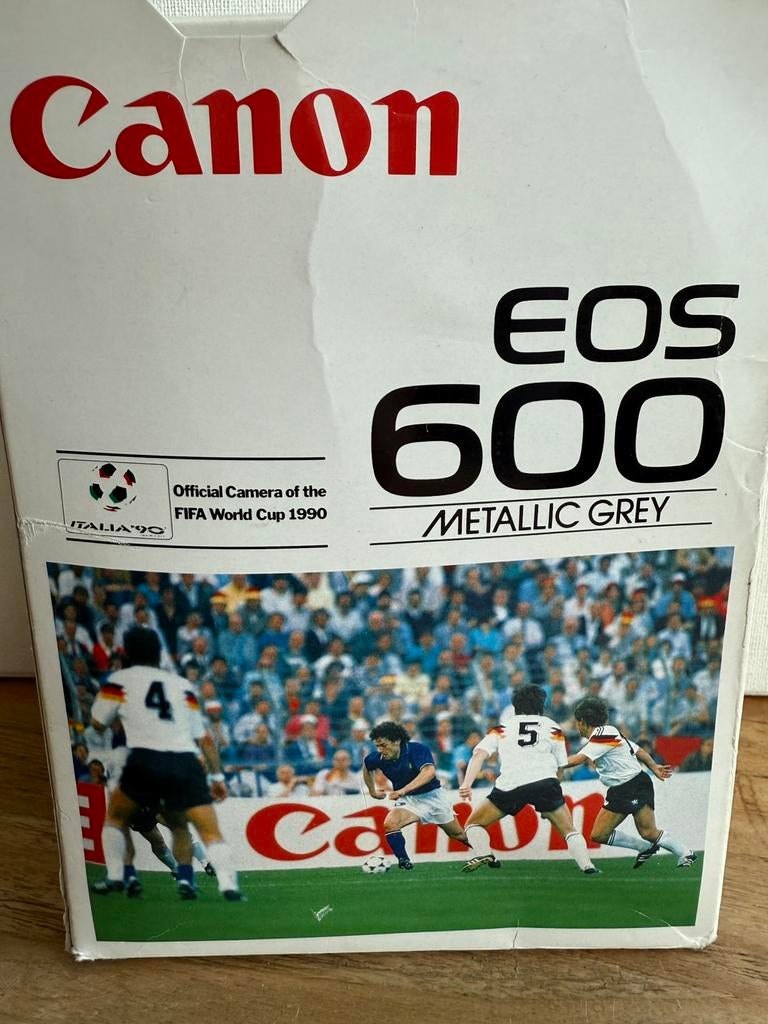 Canon
EOS
600
METALLIC GREY
Official Camera of the
FIFA World Cup 1990
ITALIA'90
4
5
Canon